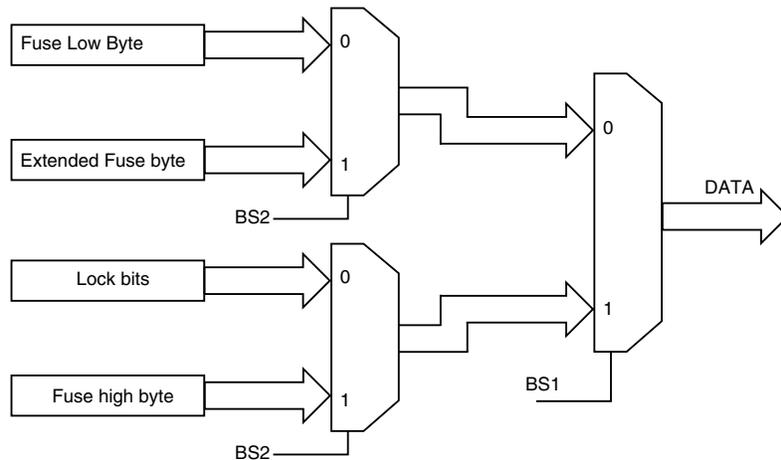 Fuse Low Byte
0
Extended Fuse byte
1
BS2
0
DATA
Lock bits
0
1
Fuse high byte
1
BS2
BS1